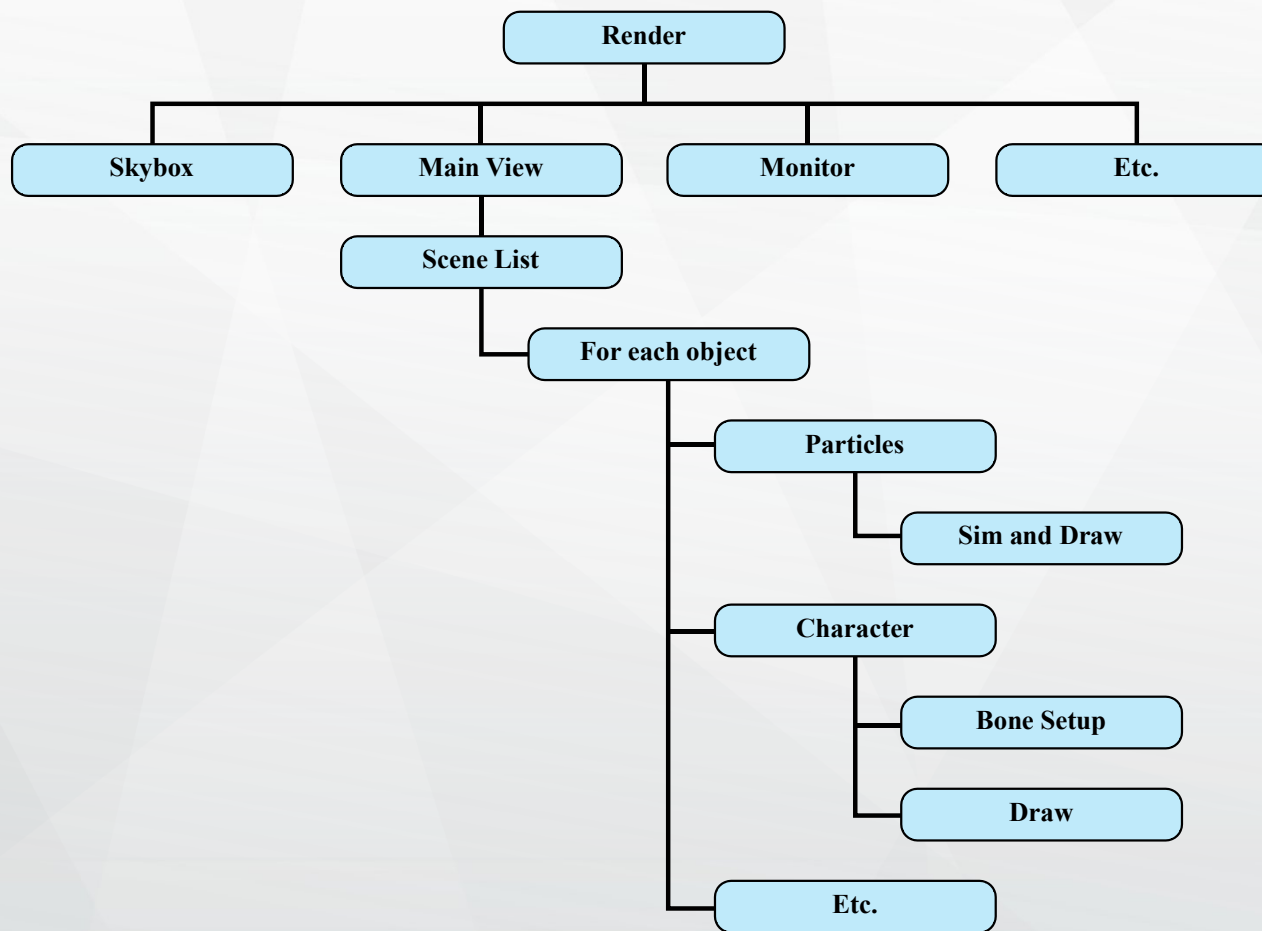 Render
Skybox
Main View
Monitor
Etc.
Scene List
For each object
Particles
Sim and Draw
Character
Bone Setup
Draw
Etc.